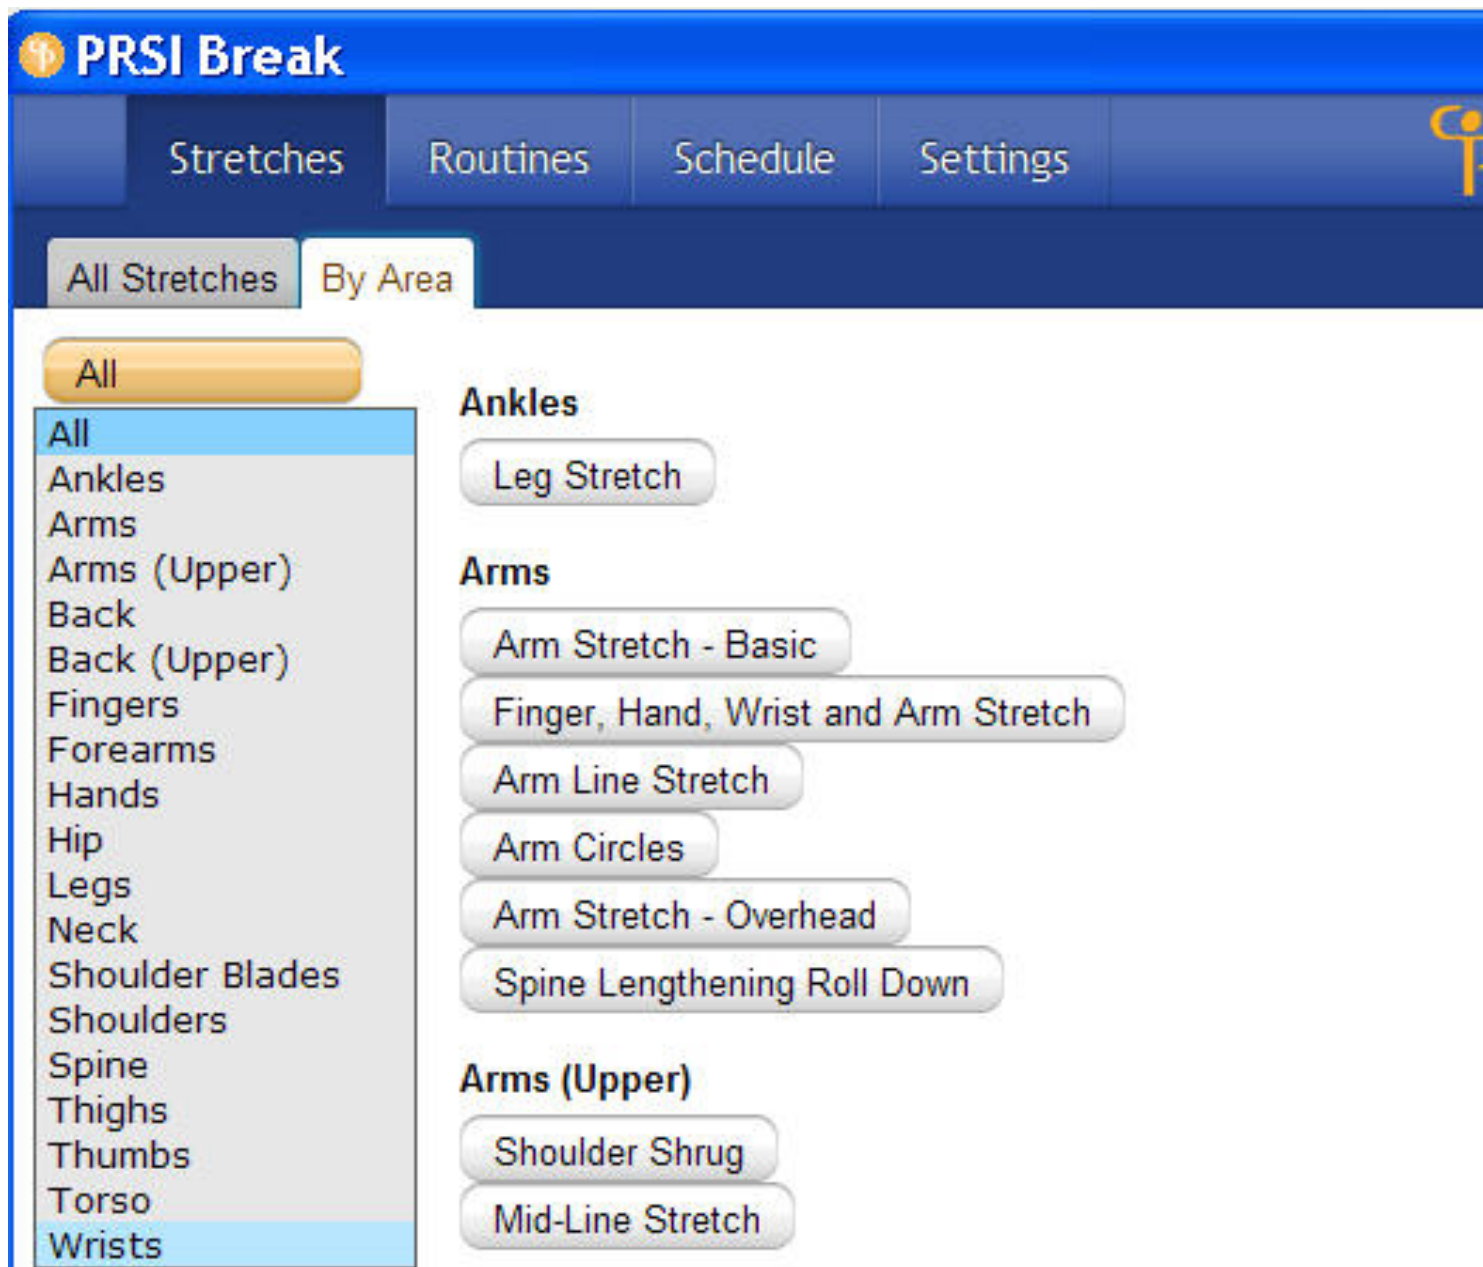 PRSI Break
Stretches Routines Schedule Settings
All Stretches By Area
All
All
Ankles
Arms
Arms (Upper)
Back
Back (Upper)
Fingers
Forearms
Hands
Hip
Legs
Neck
Shoulder Blades
Shoulders
Spine
Thighs
Thumbs
Torso
Wrists
Ankles
Leg Stretch
Arms
Arm Stretch - Basic
Finger, Hand, Wrist and Arm Stretch
Arm Line Stretch
Arm Circles
Arm Stretch - Overhead
Spine Lengthening Roll Down
Arms (Upper)
Shoulder Shrug
Mid-Line Stretch